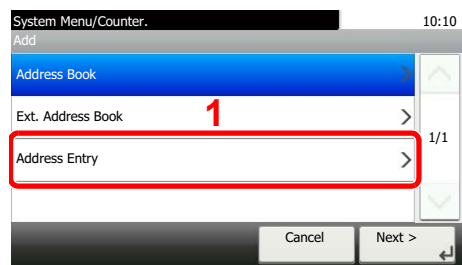 System Menu/Counter. 10:10
Add
Address Book
Ext. Address Book 1
1/1
Address Entry
Cancel Next >